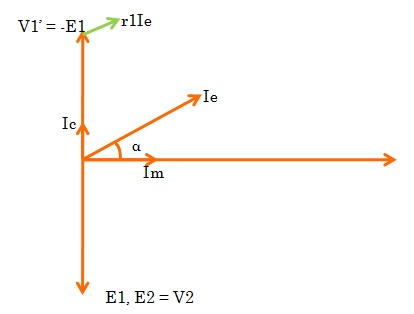 V1' = -E1
r1Ie
Ie
Ic
α
Im
E1, E2 = V2